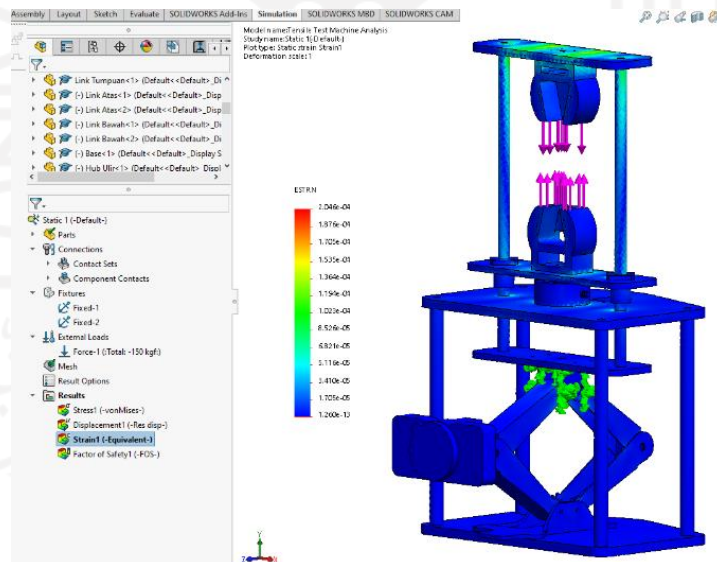 Assembly Layout Sketch Evaluate SOLIDWORKS Add-Ins Simulation SOLIDWORKS MBD SOLIDWORKS CAM
Model name:Tensile Test Machine Analysis
Study name:Static 1(-Default-)
Plot type: Static strain Strain1
Deformation scale: 1
Link Tumpuan<1> (Default<<Default>_Di
(-) Link Atas<1> (Default<<Default>_Disp
(-) Link Atas<2> (Default<<Default>_Disp
(-) Link Bawah<1> (Default<<Default>_Di
(-) Link Bawah<2> (Default<<Default>_Di
(-) Base<1> (Default<<Default>_Display S
(-) Hub Ulir<1> (Default<<Default>_Displ
Static 1 (-Default-)
Parts
Connections
Contact Sets
Component Contacts
Fixtures
Fixed-1
Fixed-2
External Loads
Force-1 (:Total: -150 kgf:)
Mesh
Result Options
Results
Stress1 (-vonMises-)
Displacement1 (-Res disp-)
Strain1 (-Equivalent-)
Factor of Safety1 (-FOS-)
ESTRN
2.046e-04
1.876e-04
1.705e-04
1.535e-04
1.364e-04
1.194e-04
1.023e-04
8.526e-05
6.821e-05
5.116e-05
3.410e-05
1.705e-05
Y
X
Z